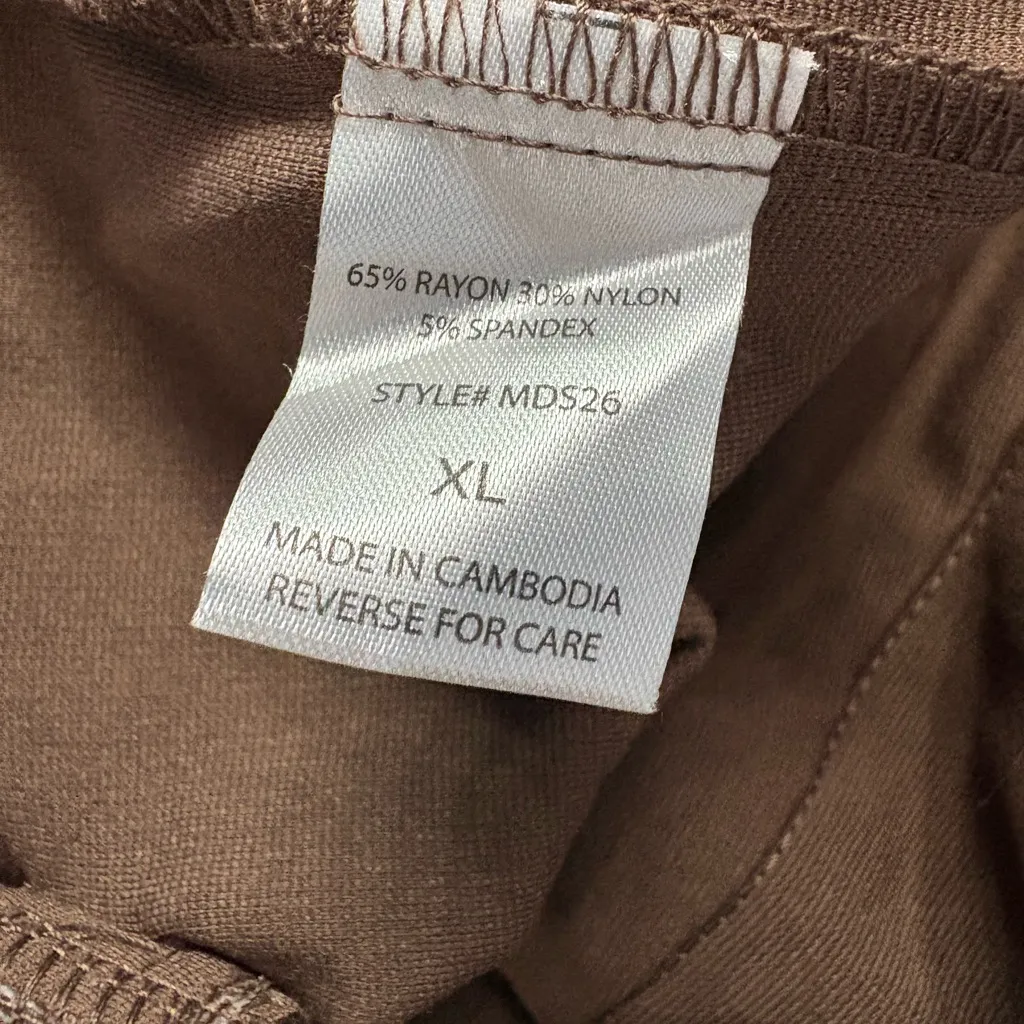 65% RAYON 30% NYLON
5% SPANDEX
STYLE# MDS26
XL
MADE IN CAMBODIA
REVERSE FOR CARE